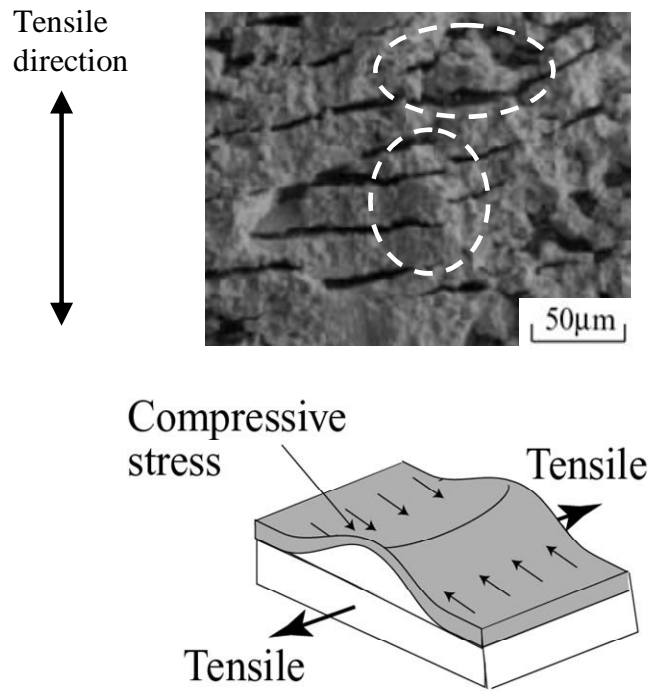 Tensile
direction
50μm
Compressive
stress
Tensile
Tensile